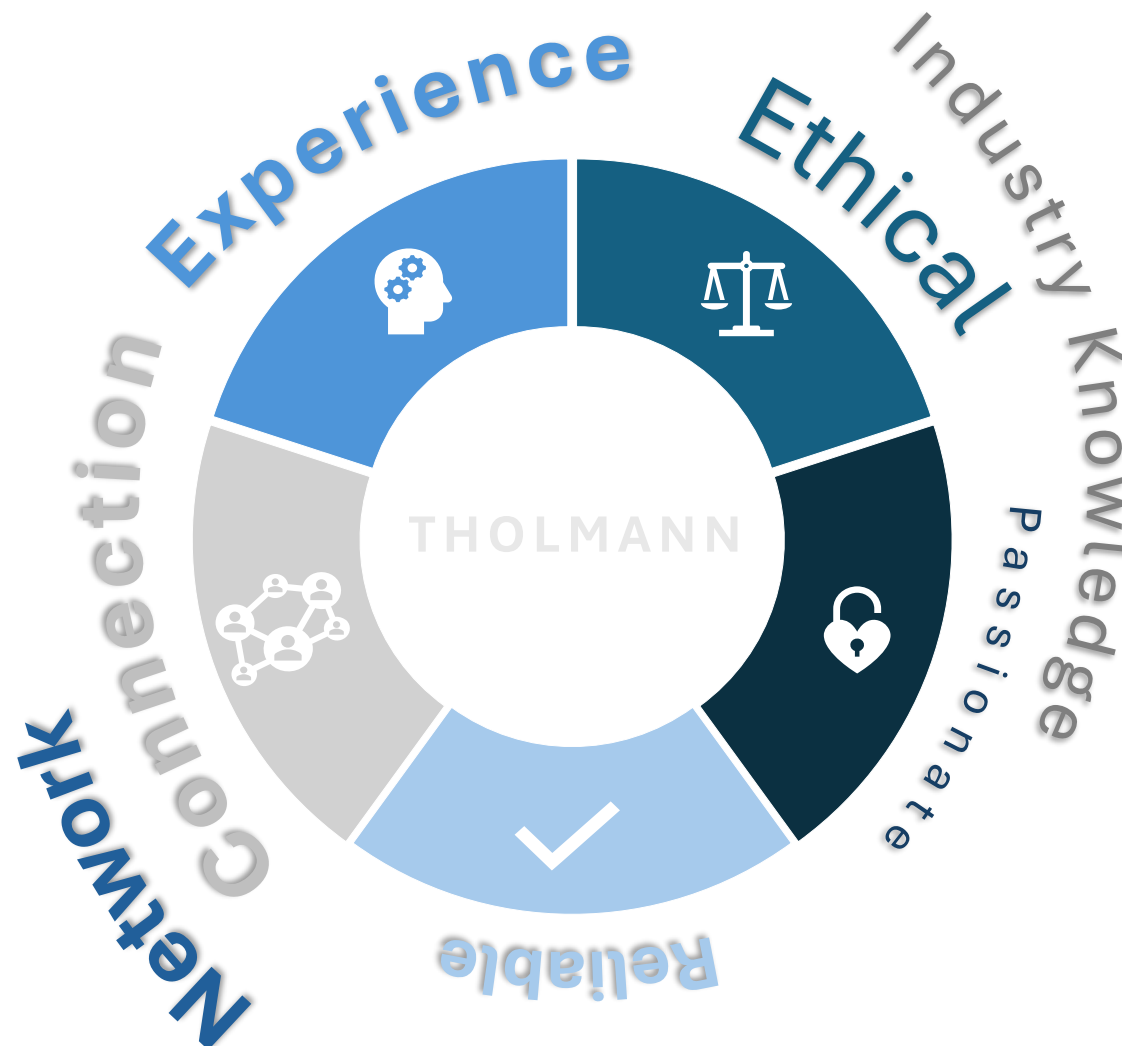 Experience
Ethical
Industry Knowledge
Passionate
Reliable
Connection
Network
THOLMANN